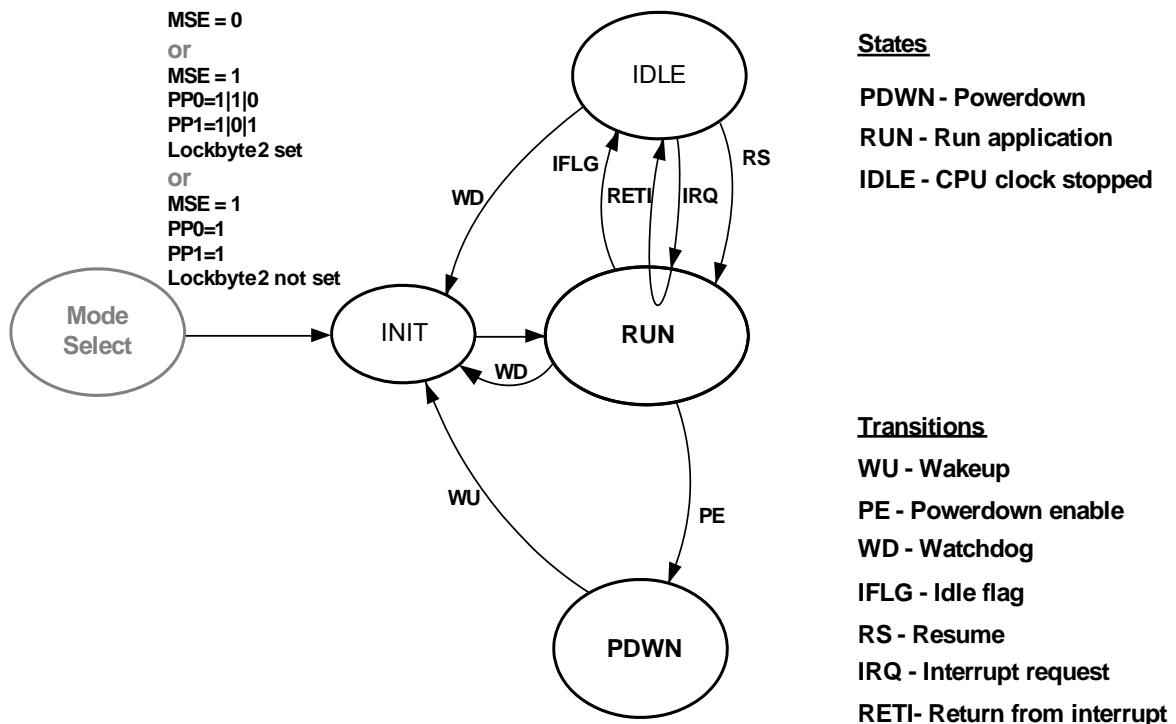 MSE = 0
or
MSE = 1
PP0=1|1|0
PP1=1|0|1
Lockbyte2 set
or
MSE = 1
PP0=1
PP1=1
Lockbyte2 not set
Mode
Select
INIT
IDLE
RUN
PDWN
WD
IFLG
RETI
IRQ
RS
WD
WU
PE
States
PDWN - Powerdown
RUN - Run application
IDLE - CPU clock stopped
Transitions
WU - Wakeup
PE - Powerdown enable
WD - Watchdog
IFLG - Idle flag
RS - Resume
IRQ - Interrupt request
RETI- Return from interrupt